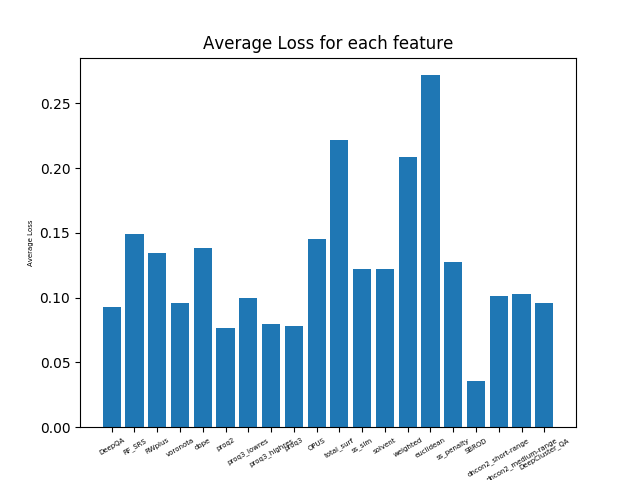 Average Loss for each feature
Average Loss
0.25
0.20
0.15
0.10
0.05
0.00
DeepQA
RF_SRS
RWplus
voronota
dope
proq2
proq3_lowres
proq3_highres
proq3
OPUS
total_surf
ss_sim
solvent
weighted
euclidean
ss_penalty
SBROD
dncon2_short-range
dncon2_medium-range
DeepCluster_QA